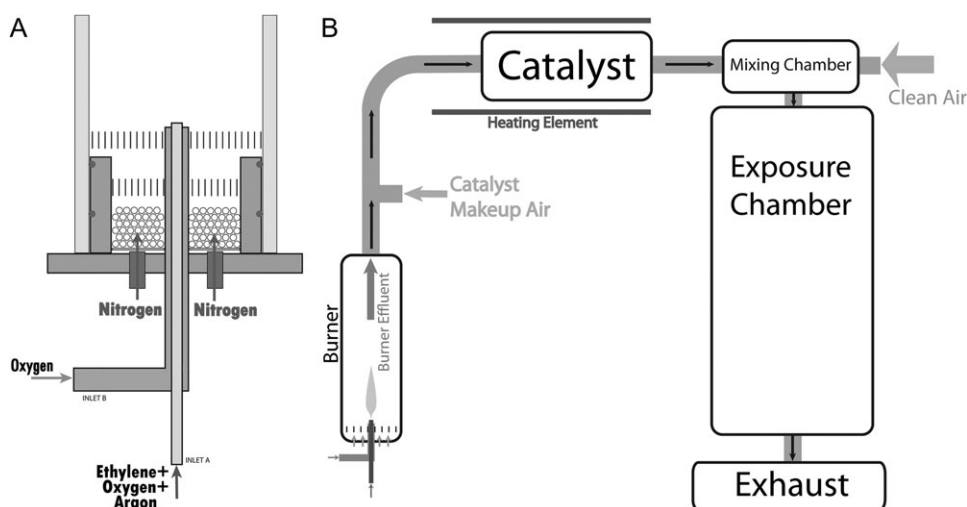 A
Nitrogen
Nitrogen
Oxygen
INLET B
INLET A
Ethylene+
Oxygen+
Argon
B
Catalyst
Heating Element
Mixing Chamber
Clean Air
Catalyst
Makeup Air
Exposure
Chamber
Burner
Burner Effluent
Exhaust